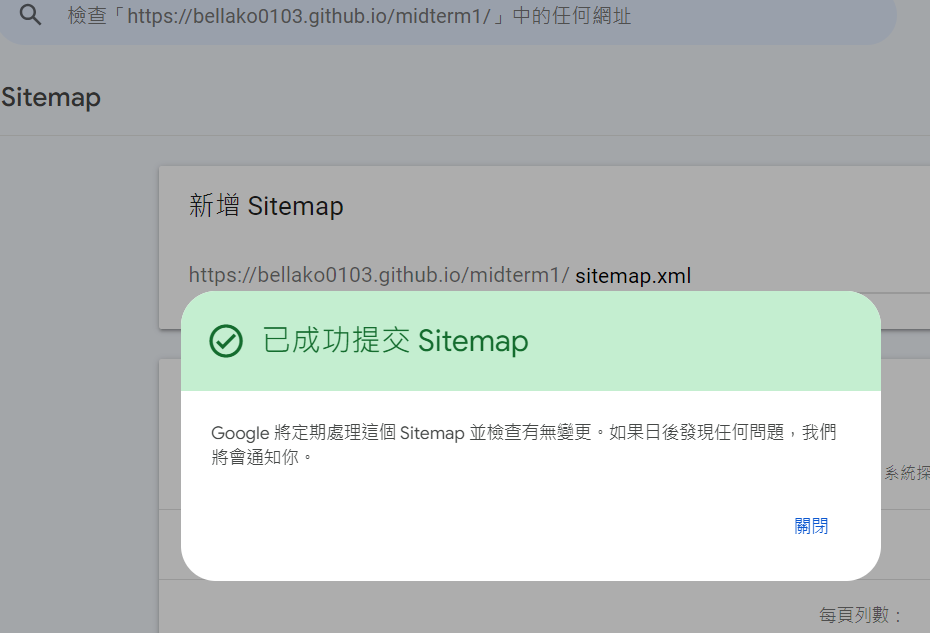 檢查「https://bellako0103.github.io/midterm1/」中的任何網址
Sitemap
新增 Sitemap
https://bellako0103.github.io/midterm1/ sitemap.xml
已成功提交 Sitemap
Google 將定期處理這個 Sitemap 並檢查有無變更。如果日後發現任何問題，我們
將會通知你。
系統探
關閉
每頁列數：